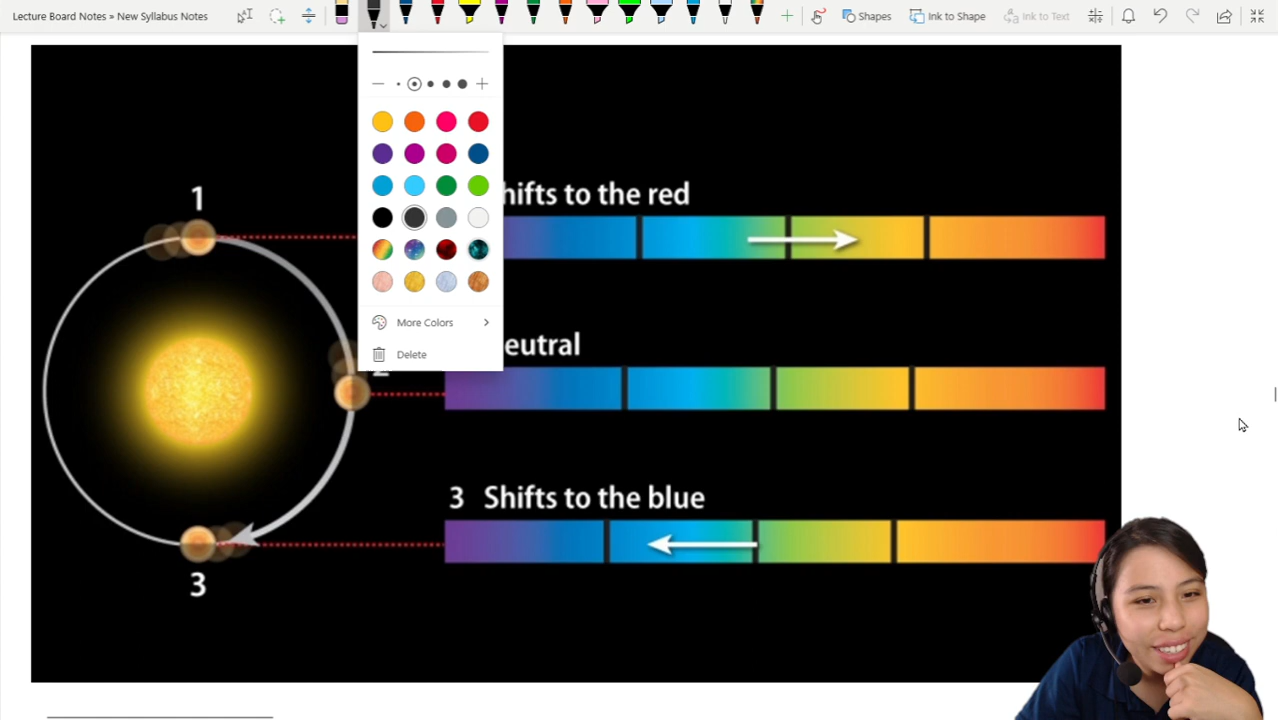 Lecture Board Notes » New Syllabus Notes
Shapes
Ink to Shape
Ink to Text
More Colors
Delete
1
hifts to the red
2
eutral
3 Shifts to the blue
3